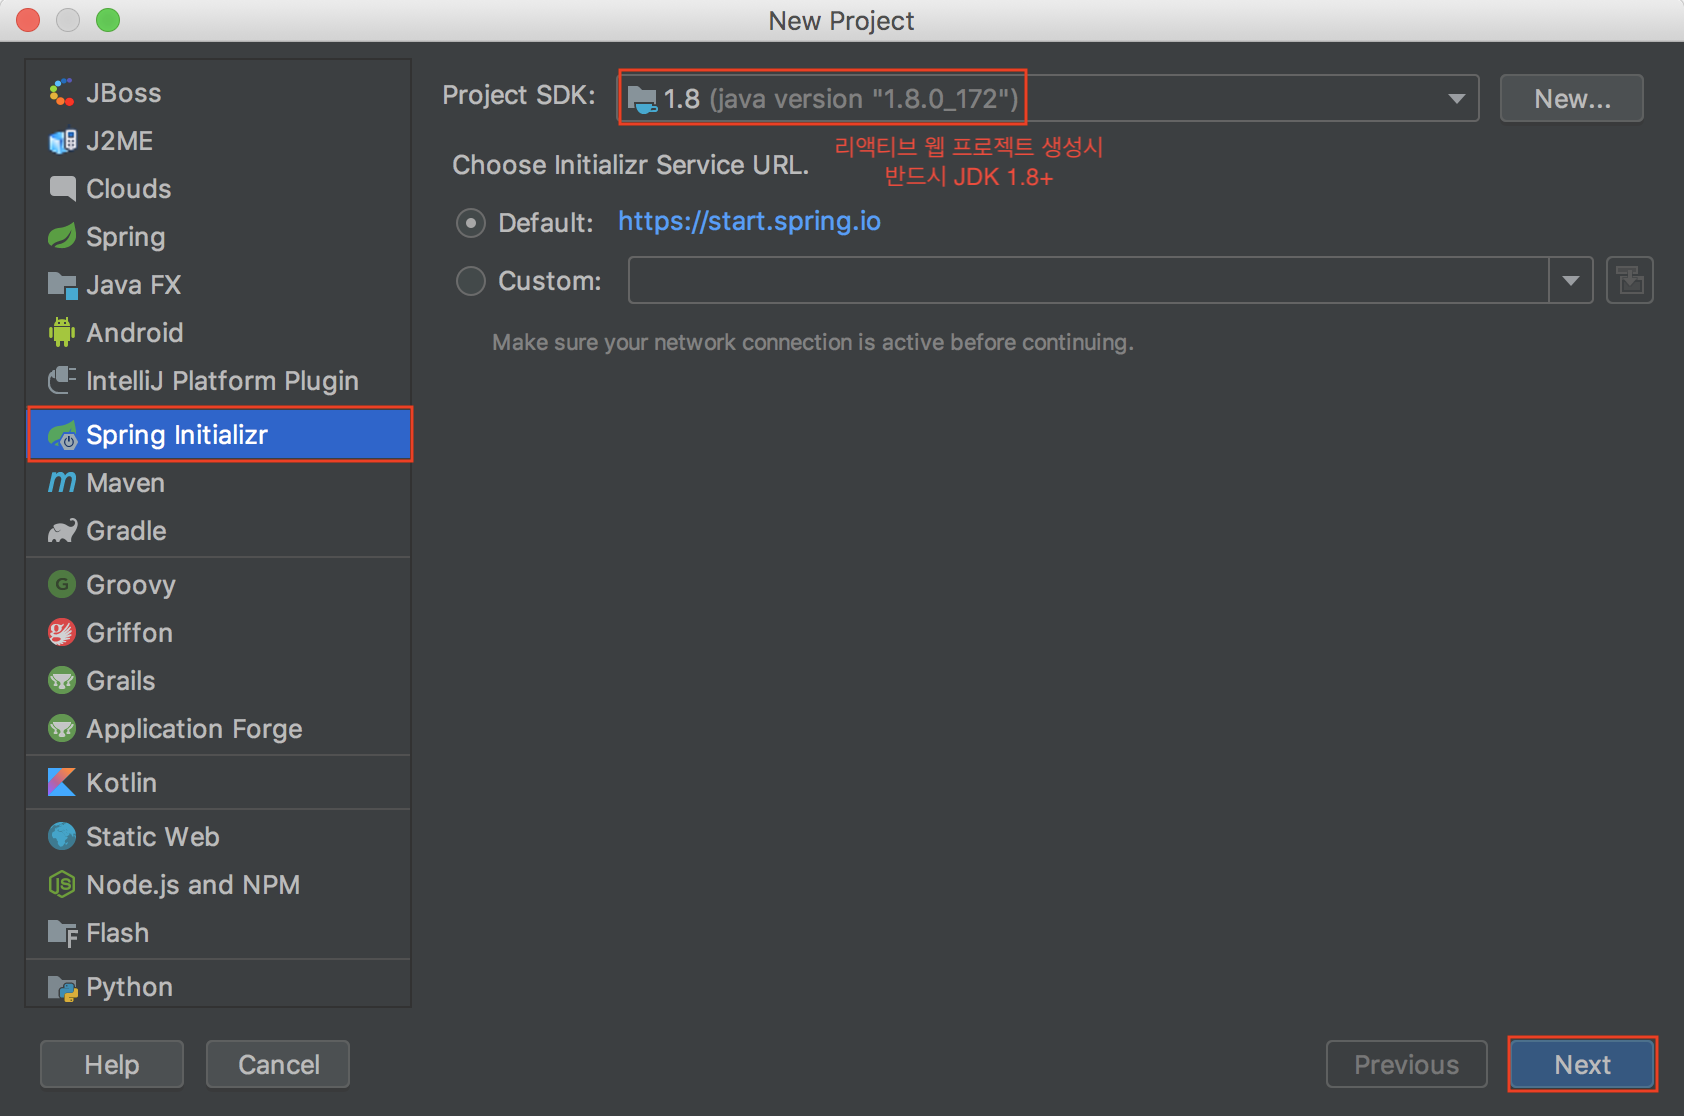 New Project
JBoss
J2ME
Clouds
Spring
Java FX
Android
IntelliJ Platform Plugin
Spring Initializr
Maven
Gradle
Groovy
Griffon
Grails
Application Forge
Kotlin
Static Web
Node.js and NPM
Flash
Python
Project SDK: 1.8 (java version "1.8.0_172") New...
리액티브 웹 프로젝트 생성시
반드시 JDK 1.8+
Choose Initializr Service URL.
Default: https://start.spring.io
Custom:
Make sure your network connection is active before continuing.
Help Cancel Previous Next